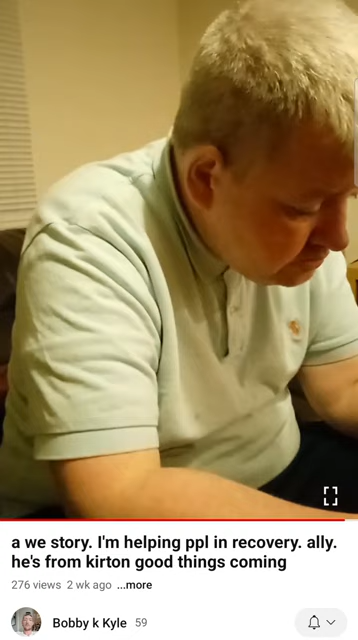 a we story. I'm helping ppl in recovery. ally.
he's from kirton good things coming
276 views 2 wk ago ...more
Bobby k Kyle 59